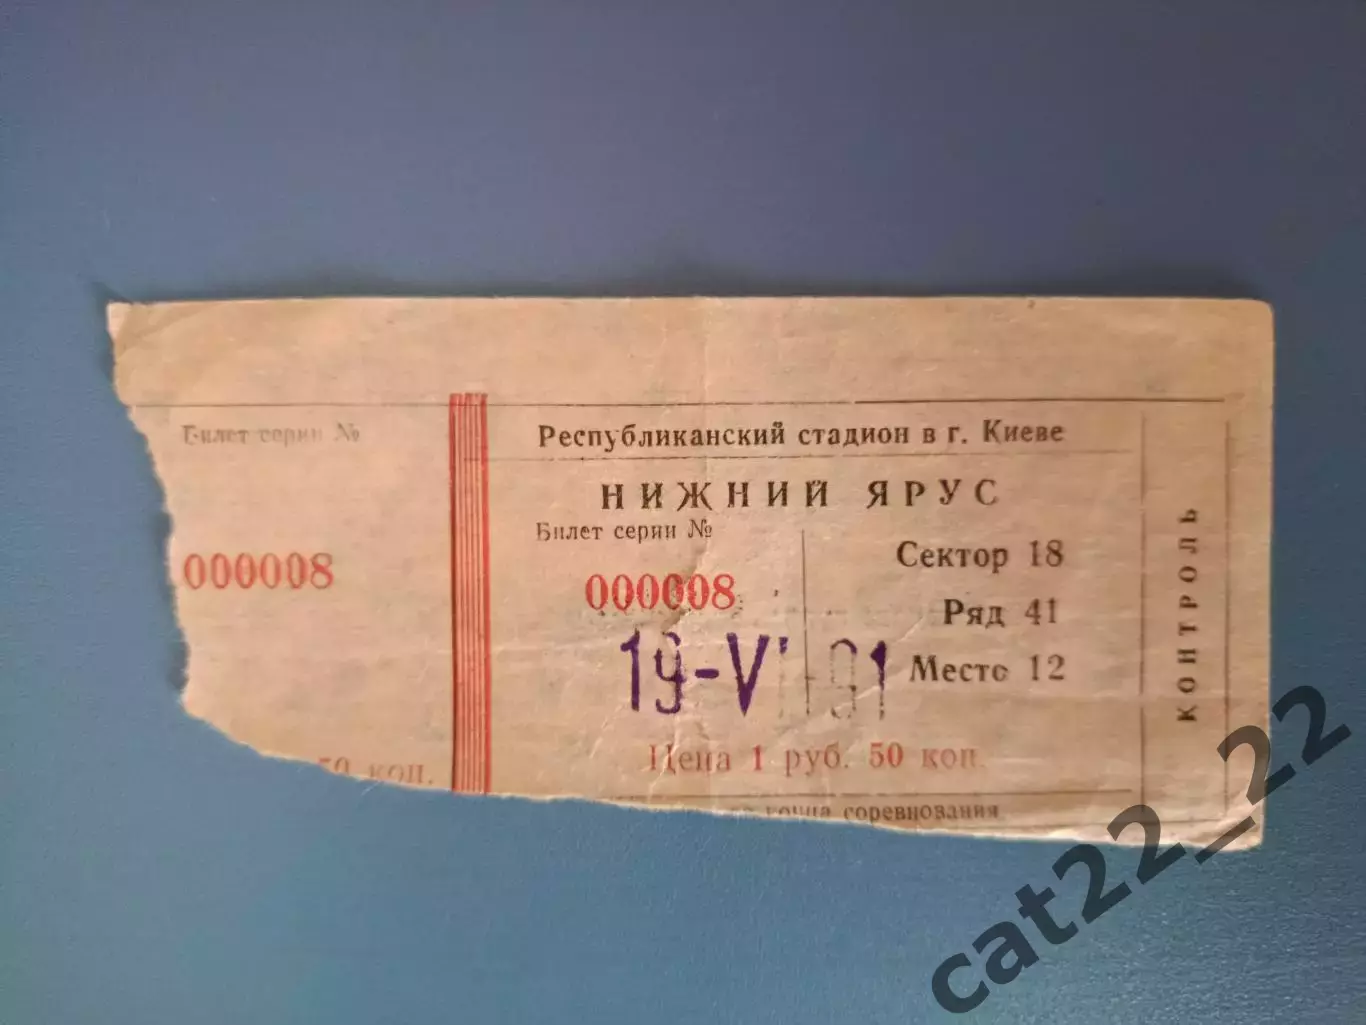 Билет серии №
000008
50 коп.
Республиканский стадион в г. Киеве
НИЖНИЙ ЯРУС
Билет серии №
000008
Сектор 18
Ряд 41
Место 12
19-V
91
Цена 1 руб. 50 коп.
конца соревнования
КОНТРОЛЬ
cat22_22